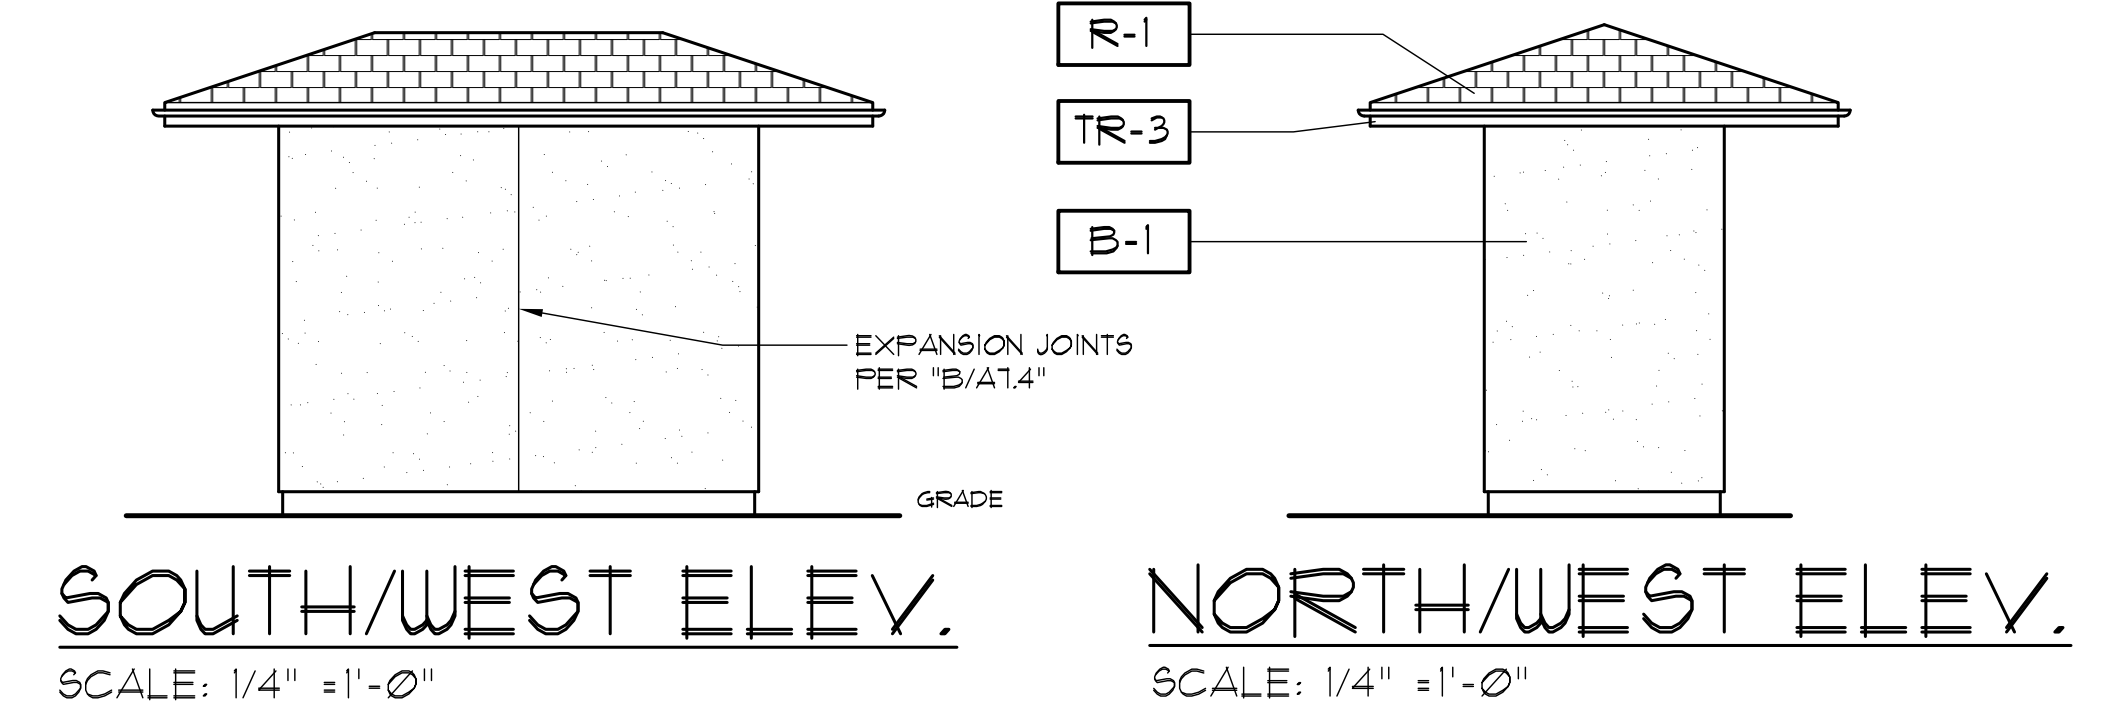 R-1
TR-3
B-1
EXPANSION JOINTS
PER "B/A7.4"
GRADE
SOUTH/WEST ELEV.
SCALE: 1/4" =1'-0"
NORTH/WEST ELEV.
SCALE: 1/4" =1'-0"